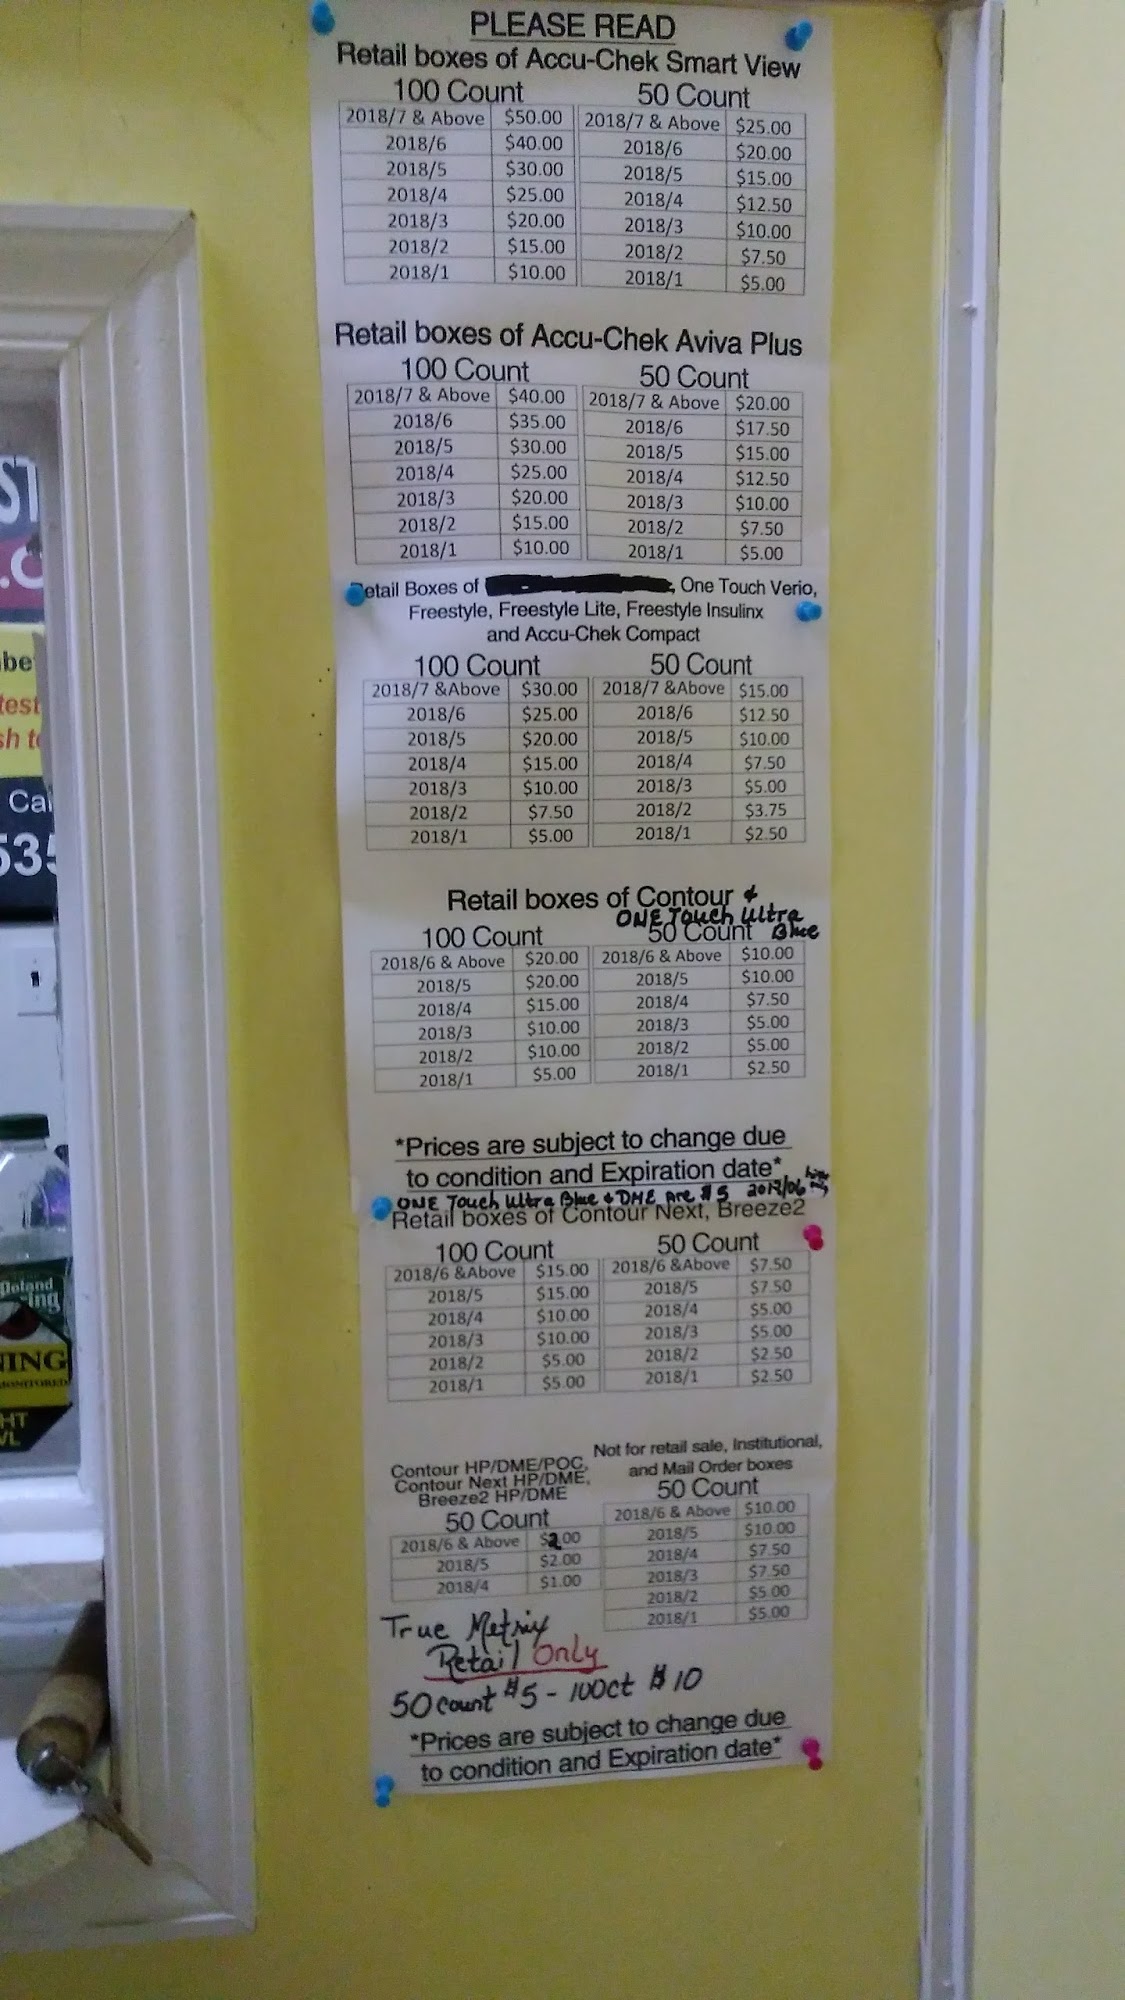 PLEASE READ
Retail boxes of Accu-Chek Smart View
100 Count 50 Count
2018/7 & Above $50.00 2018/7 & Above $25.00
2018/6 $40.00 2018/6 $20.00
2018/5 $30.00 2018/5 $15.00
2018/4 $25.00 2018/4 $12.50
2018/3 $20.00 2018/3 $10.00
2018/2 $15.00 2018/2 $7.50
2018/1 $10.00 2018/1 $5.00
Retail boxes of Accu-Chek Aviva Plus
100 Count 50 Count
2018/7 & Above $40.00 2018/7 & Above $20.00
2018/6 $35.00 2018/6 $17.50
2018/5 $30.00 2018/5 $15.00
2018/4 $25.00 2018/4 $12.50
2018/3 $20.00 2018/3 $10.00
2018/2 $15.00 2018/2 $7.50
2018/1 $10.00 2018/1 $5.00
etail Boxes of , One Touch Verio,
Freestyle, Freestyle Lite, Freestyle Insulinx
and Accu-Chek Compact
100 Count 50 Count
2018/7 &Above $30.00 2018/7 &Above $15.00
2018/6 $25.00 2018/6 $12.50
2018/5 $20.00 2018/5 $10.00
2018/4 $15.00 2018/4 $7.50
2018/3 $10.00 2018/3 $5.00
2018/2 $7.50 2018/2 $3.75
2018/1 $5.00 2018/1 $2.50
Retail boxes of Contour &
ONE Touch Ultra
100 Count 50 Count Blue
2018/6 & Above $20.00 2018/6 & Above $10.00
2018/5 $20.00 2018/5 $10.00
2018/4 $15.00 2018/4 $7.50
2018/3 $10.00 2018/3 $5.00
2018/2 $10.00 2018/2 $5.00
2018/1 $5.00 2018/1 $2.50
*Prices are subject to change due
to condition and Expiration date*
ONE Touch Ultra Blue & DME Are $5 2017/06
Retail boxes of Contour Next, Breeze2
100 Count 50 Count
2018/6 &Above $15.00 2018/6 &Above $7.50
2018/5 $15.00 2018/5 $7.50
2018/4 $10.00 2018/4 $5.00
2018/3 $10.00 2018/3 $5.00
2018/2 $5.00 2018/2 $2.50
2018/1 $5.00 2018/1 $2.50
Contour HP/DME/POC,
Contour Next HP/DME,
Breeze2 HP/DME
50 Count
2018/6 & Above $2.00
2018/5 $2.00
2018/4 $1.00
Not for retail sale, Institutional,
and Mail Order boxes
50 Count
2018/6 & Above $10.00
2018/5 $10.00
2018/4 $7.50
2018/3 $7.50
2018/2 $5.00
2018/1 $5.00
True Metrix
Retail Only
50 count $5 - 100ct $10
*Prices are subject to change due
to condition and Expiration date*
ST
.C
be
test
sh t
Ca
535
Poland
ing
NING
MONITORED
HT